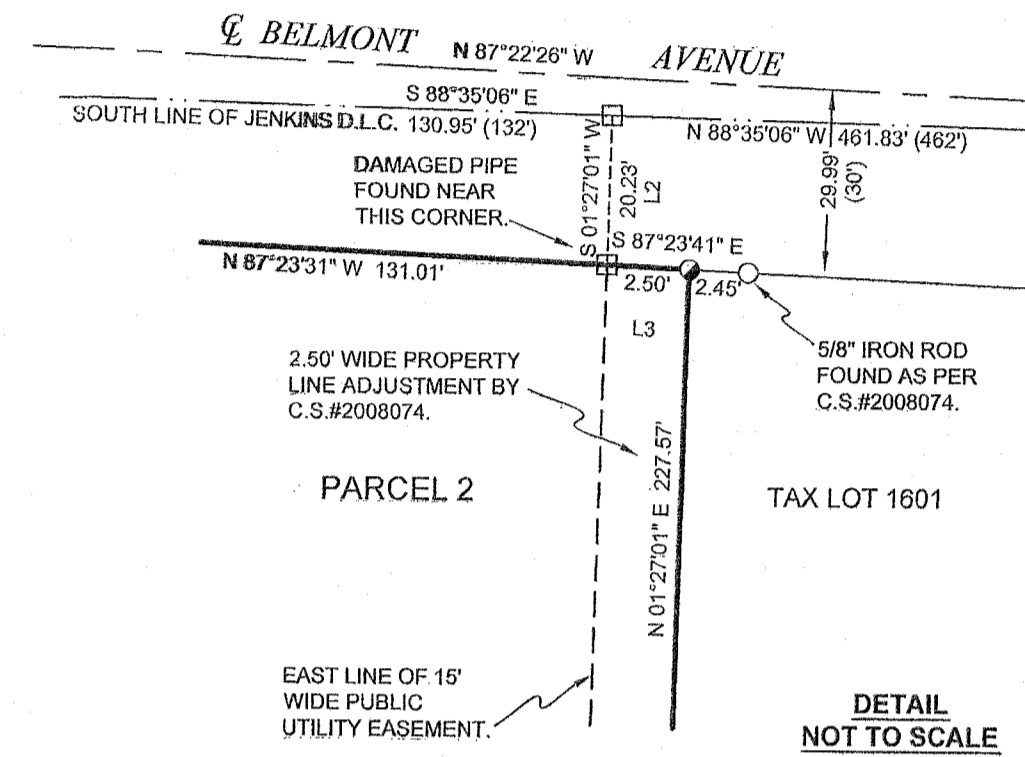 ℄ BELMONT AVENUE
N 87°22'26" W
S 88°35'06" E
SOUTH LINE OF JENKINS D.L.C. 130.95' (132')
N 88°35'06" W 461.83' (462')
29.99'
(30')
DAMAGED PIPE
FOUND NEAR
THIS CORNER.
S 01°27'01" W
20.23'
L2
S 87°23'41" E
N 87°23'31" W 131.01'
2.50'
2.45'
L3
2.50' WIDE PROPERTY
LINE ADJUSTMENT BY
C.S.#2008074.
5/8" IRON ROD
FOUND AS PER
C.S.#2008074.
PARCEL 2
N 01°27'01" E 227.57'
TAX LOT 1601
EAST LINE OF 15'
WIDE PUBLIC
UTILITY EASEMENT.
DETAIL
NOT TO SCALE